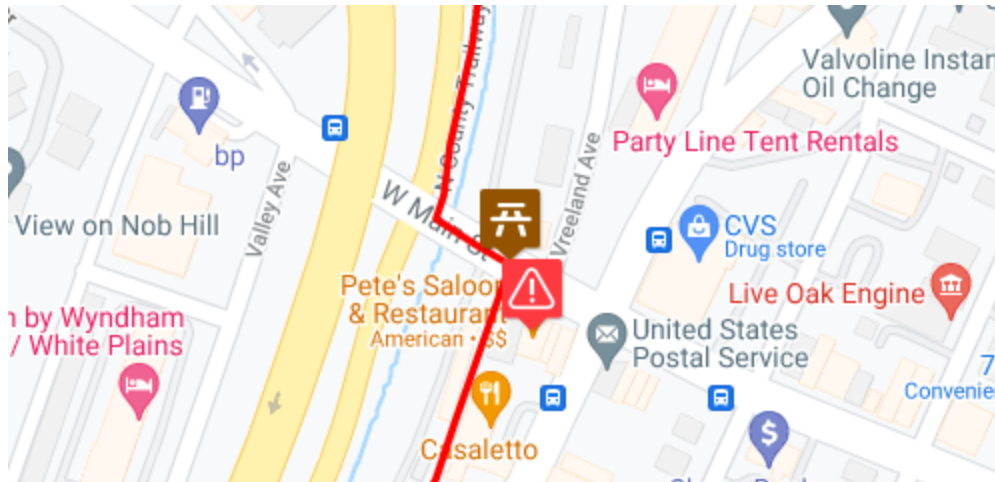 N County Trailway
Valvoline Instan
Oil Change
Party Line Tent Rentals
bp
W Main St
Vreeland Ave
Valley Ave
View on Nob Hill
CVS
Drug store
Pete's Saloon
& Restaurant
American • $$
Live Oak Engine
n by Wyndham
/ White Plains
United States
Postal Service
7
Convenien
Casaletto